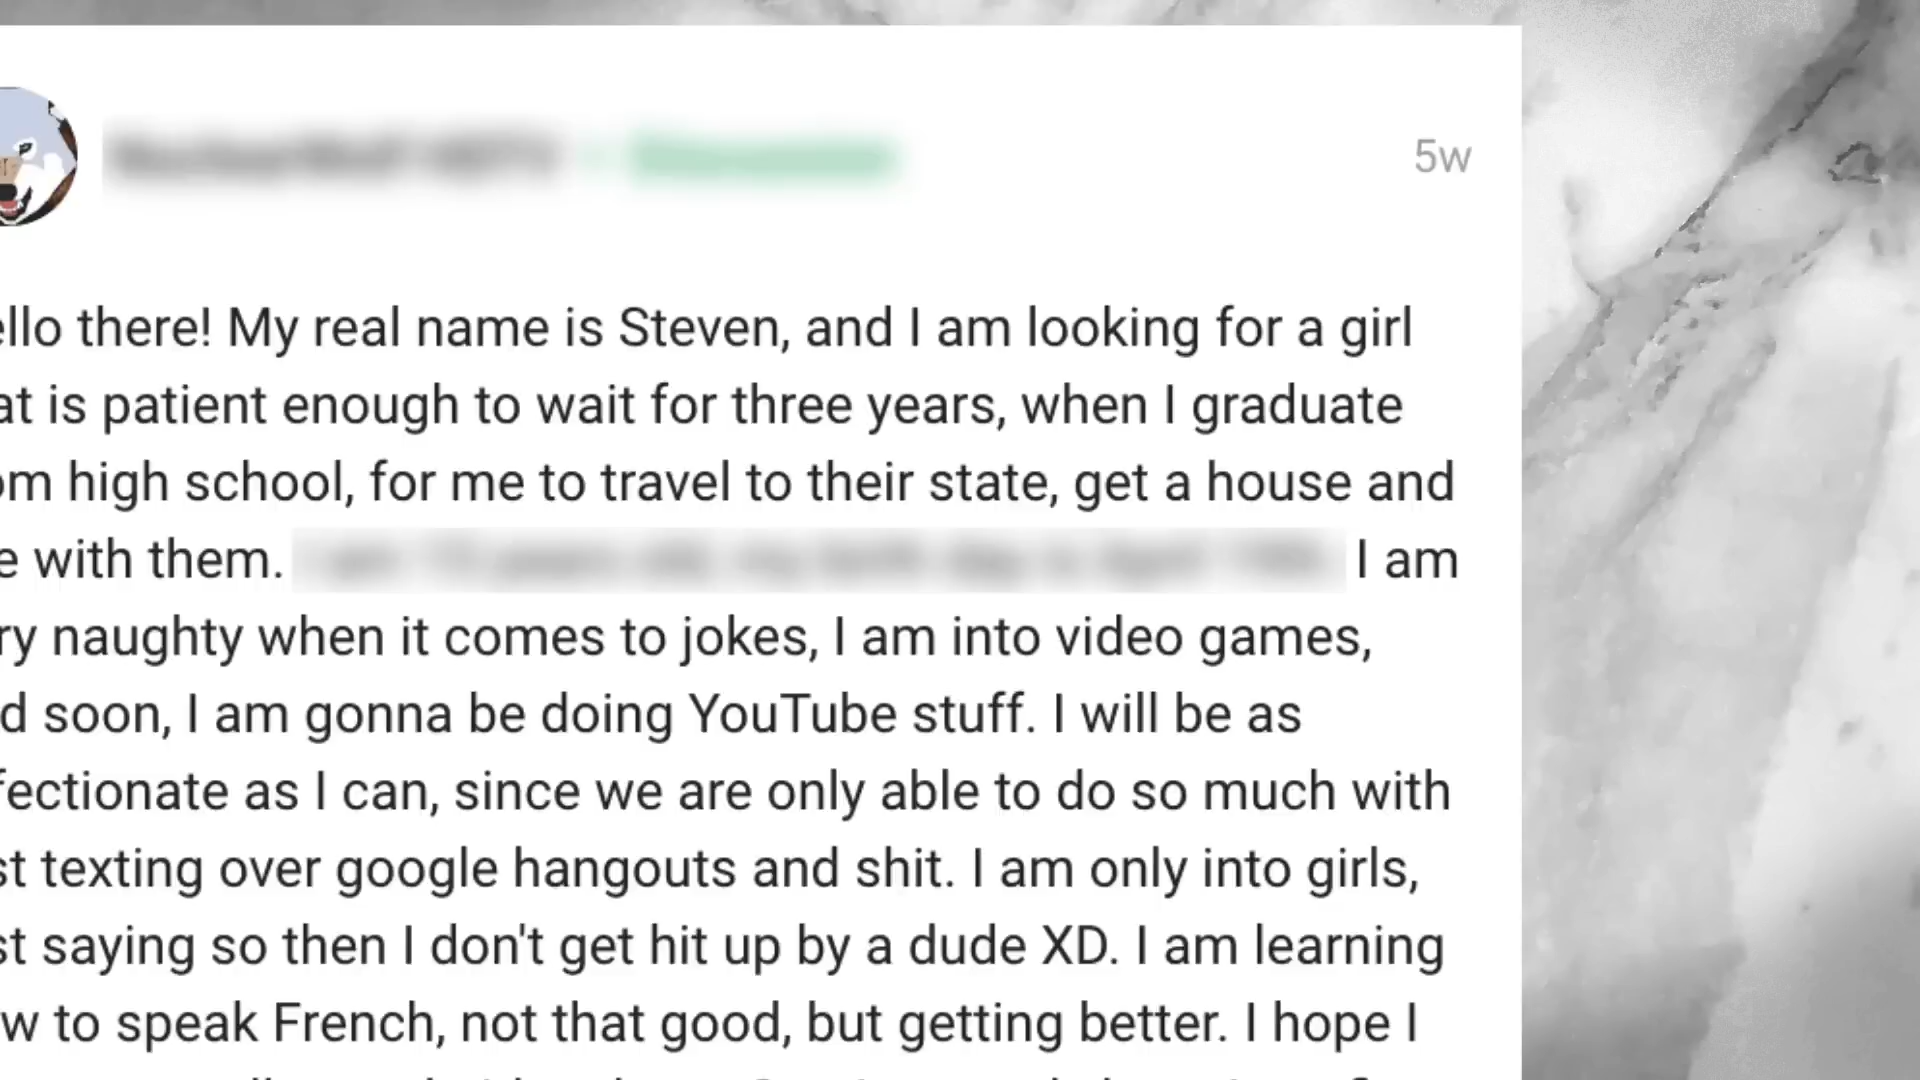 5w
ello there! My real name is Steven, and I am looking for a girl
at is patient enough to wait for three years, when I graduate
om high school, for me to travel to their state, get a house and
e with them. I am
ry naughty when it comes to jokes, I am into video games,
d soon, I am gonna be doing YouTube stuff. I will be as
fectionate as I can, since we are only able to do so much with
st texting over google hangouts and shit. I am only into girls,
st saying so then I don't get hit up by a dude XD. I am learning
w to speak French, not that good, but getting better. I hope I